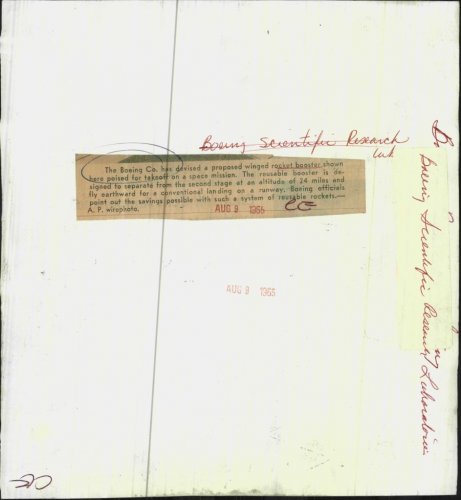 Boeing Scientific Research
Lab
The Boeing Co. has devised a proposed winged rocket booster shown
here poised for takeoff on a space mission. The reusable booster is de-
signed to separate from the second stage at an altitude of 24 miles and
fly earthward for a conventional landing on a runway. Boeing officials
point out the savings possible with such a system of reusable rockets.—
A. P. wirephoto.
AUG 9 1965
CC
AUG 9 1965
Boeing Scientific Research Laboratories